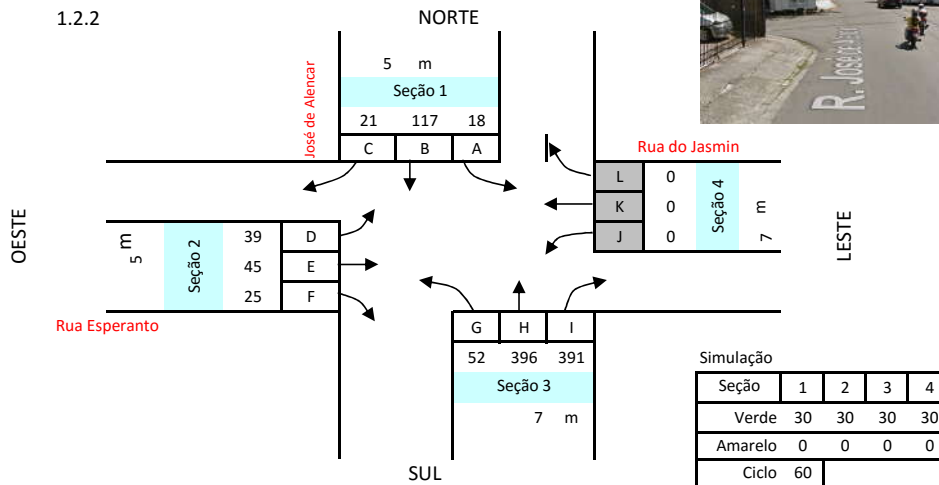 1.2.2
NORTE
R. José de Alencar
5 m
Seção 1
José de Alencar
21 117 18
C B A
Rua do Jasmin
L 0
K 0
J 0
Seção 4
7 m
LESTE
OESTE
5 m
Seção 2
39 D
45 E
25 F
Rua Esperanto
G H I
52 396 391
Seção 3
7 m
SUL
Simulação
Seção 1 2 3 4
Verde 30 30 30 30
Amarelo 0 0 0 0
Ciclo 60